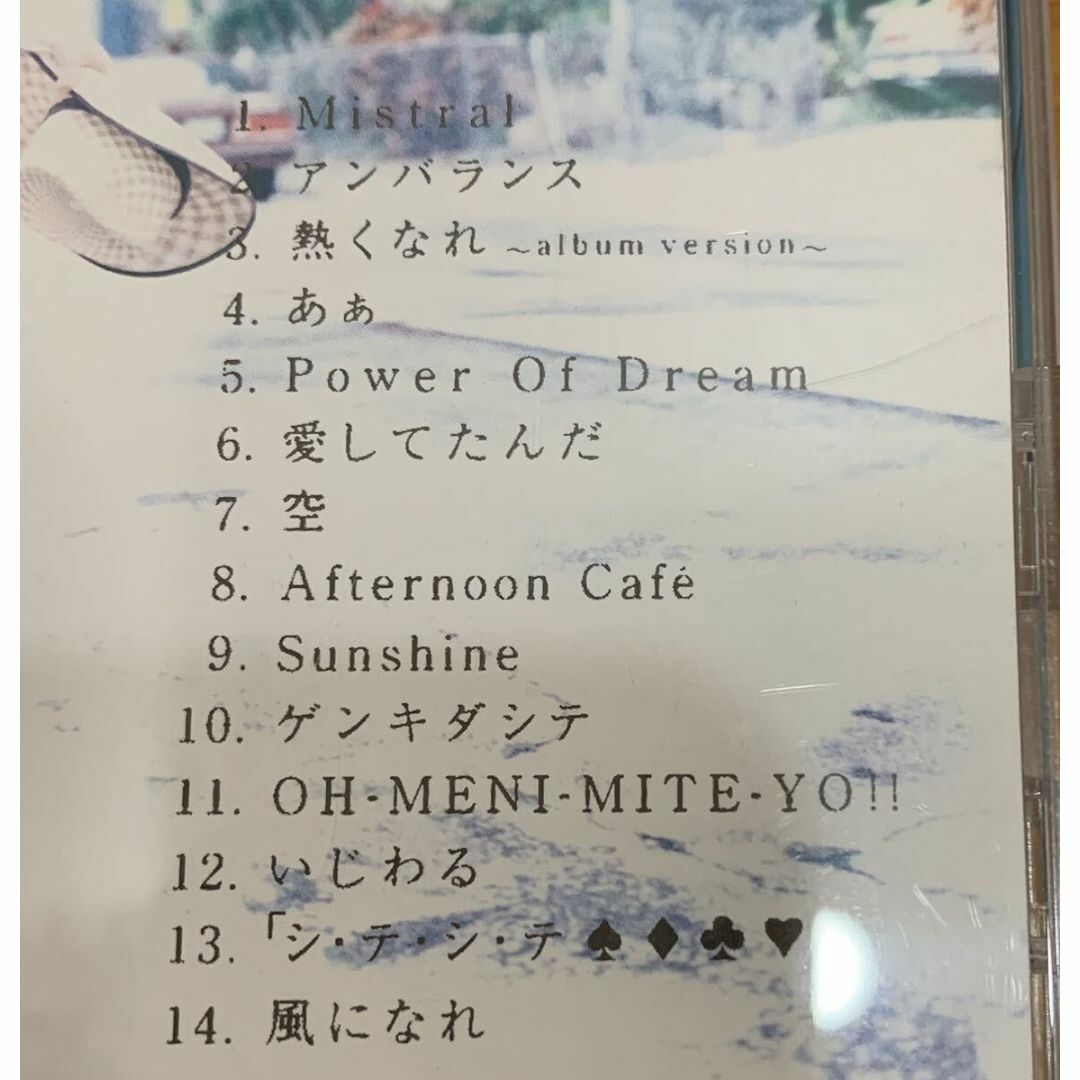 1. Mistral
2. アンバランス
3. 熱くなれ ~album version~
4. あぁ
5. Power Of Dream
6. 愛してたんだ
7. 空
8. Afternoon Café
9. Sunshine
10. ゲンキダシテ
11. OH-MENI-MITE-YO!!
12. いじわる
13. 「シ・テ・シ・テ ♠ ♦ ♣ ♥
14. 風になれ